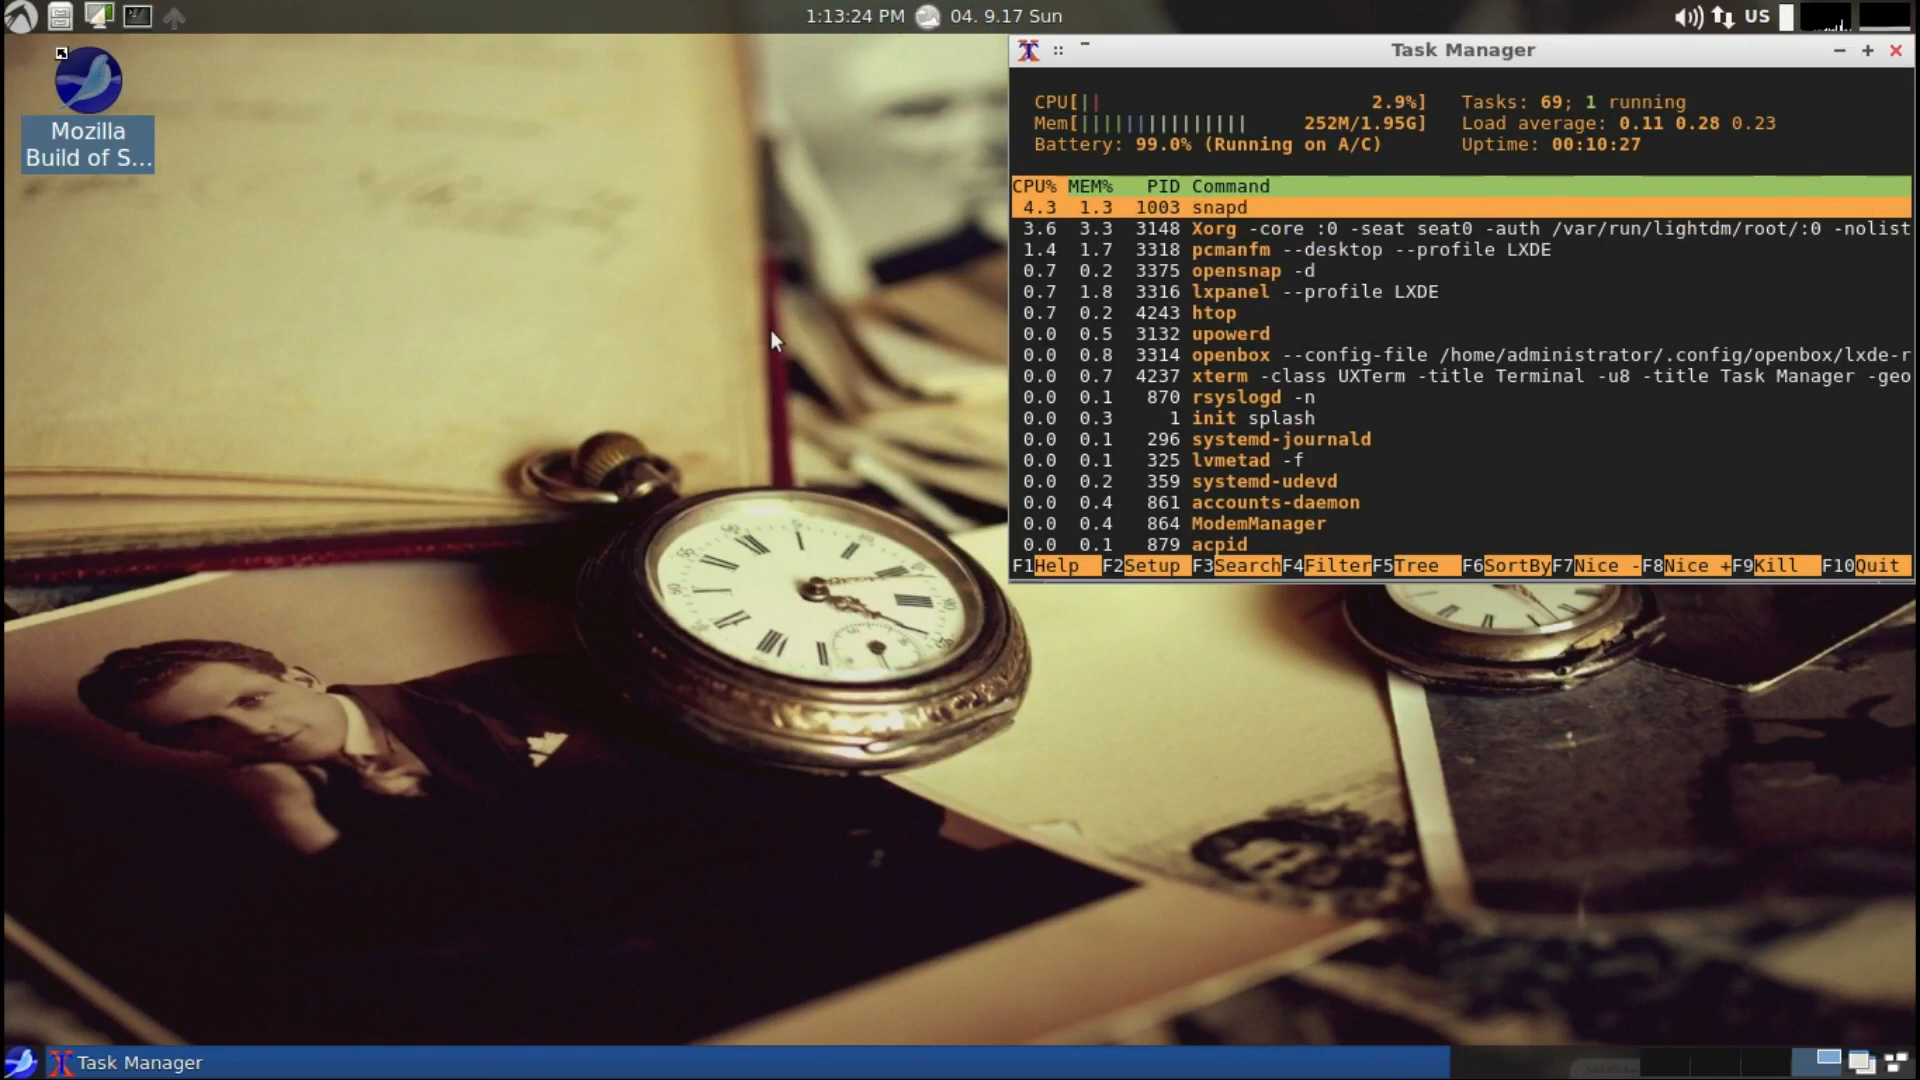 1:13:24 PM
04. 9.17 Sun
US
Mozilla
Build of S...
Task Manager
CPU[|| 2.9%] Tasks: 69; 1 running
Mem[||||||||||||||| 252M/1.95G] Load average: 0.11 0.28 0.23
Battery: 99.0% (Running on A/C) Uptime: 00:10:27
CPU% MEM% PID Command
4.3 1.3 1003 snapd
3.6 3.3 3148 Xorg -core :0 -seat seat0 -auth /var/run/lightdm/root/:0 -nolist
1.4 1.7 3318 pcmanfm --desktop --profile LXDE
0.7 0.2 3375 opensnap -d
0.7 1.8 3316 lxpanel --profile LXDE
0.7 0.2 4243 htop
0.0 0.5 3132 upowerd
0.0 0.8 3314 openbox --config-file /home/administrator/.config/openbox/lxde-r
0.0 0.7 4237 xterm -class UXTerm -title Terminal -u8 -title Task Manager -geo
0.0 0.1 870 rsyslogd -n
0.0 0.3 1 init splash
0.0 0.1 296 systemd-journald
0.0 0.1 325 lvmetad -f
0.0 0.2 359 systemd-udevd
0.0 0.4 861 accounts-daemon
0.0 0.4 864 ModemManager
0.0 0.1 879 acpid
F1Help F2Setup F3SearchF4FilterF5Tree F6SortByF7Nice -F8Nice +F9Kill F10Quit
Task Manager